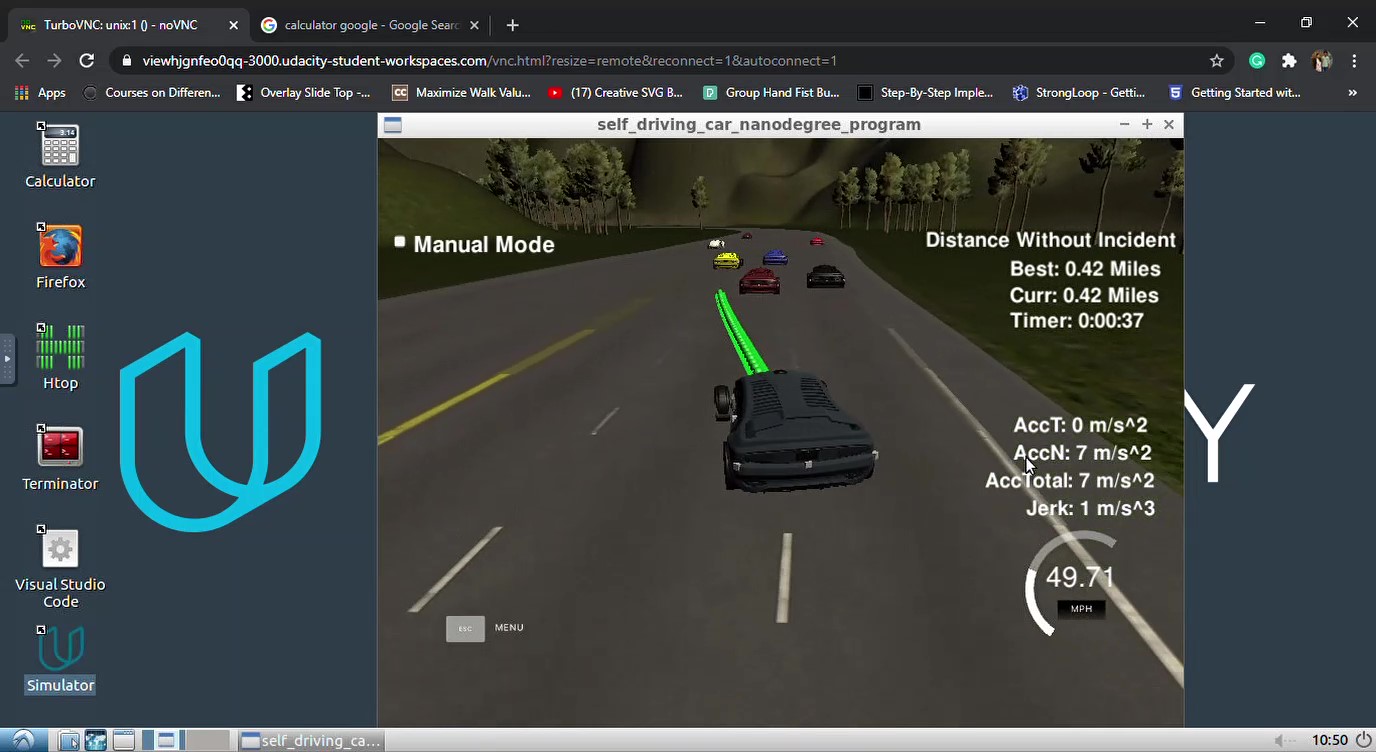 TurboVNC: unix:1 () - noVNC
calculator google - Google Searc
viewhjgnfeo0qq-3000.udacity-student-workspaces.com/vnc.html?resize=remote&reconnect=1&autoconnect=1
Apps
Courses on Differen...
Overlay Slide Top -...
CC
Maximize Walk Valu...
(17) Creative SVG B...
Group Hand Fist Bu...
Step-By-Step Imple...
StrongLoop - Getti...
Getting Started wit...
»
self_driving_car_nanodegree_program
3.14
Calculator
Firefox
Htop
Terminator
Visual Studio
Code
Simulator
Y
Manual Mode
Distance Without Incident
Best: 0.42 Miles
Curr: 0.42 Miles
Timer: 0:00:37
AccT: 0 m/s^2
AccN: 7 m/s^2
AccTotal: 7 m/s^2
Jerk: 1 m/s^3
49.71
MPH
ESC
MENU
self_driving_ca...
10:50